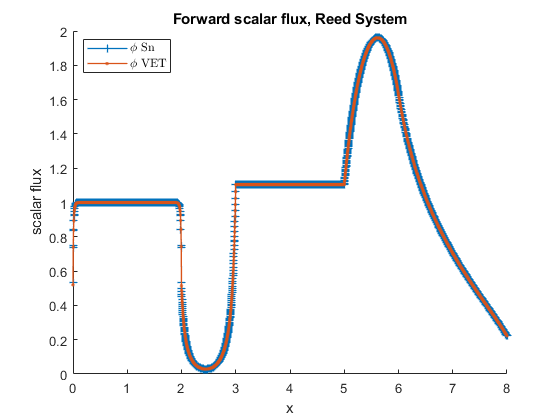 Forward scalar flux, Reed System
ϕ Sn
ϕ VET
scalar flux
2
1.8
1.6
1.4
1.2
1
0.8
0.6
0.4
0.2
0
0 1 2 3 4 5 6 7 8
x